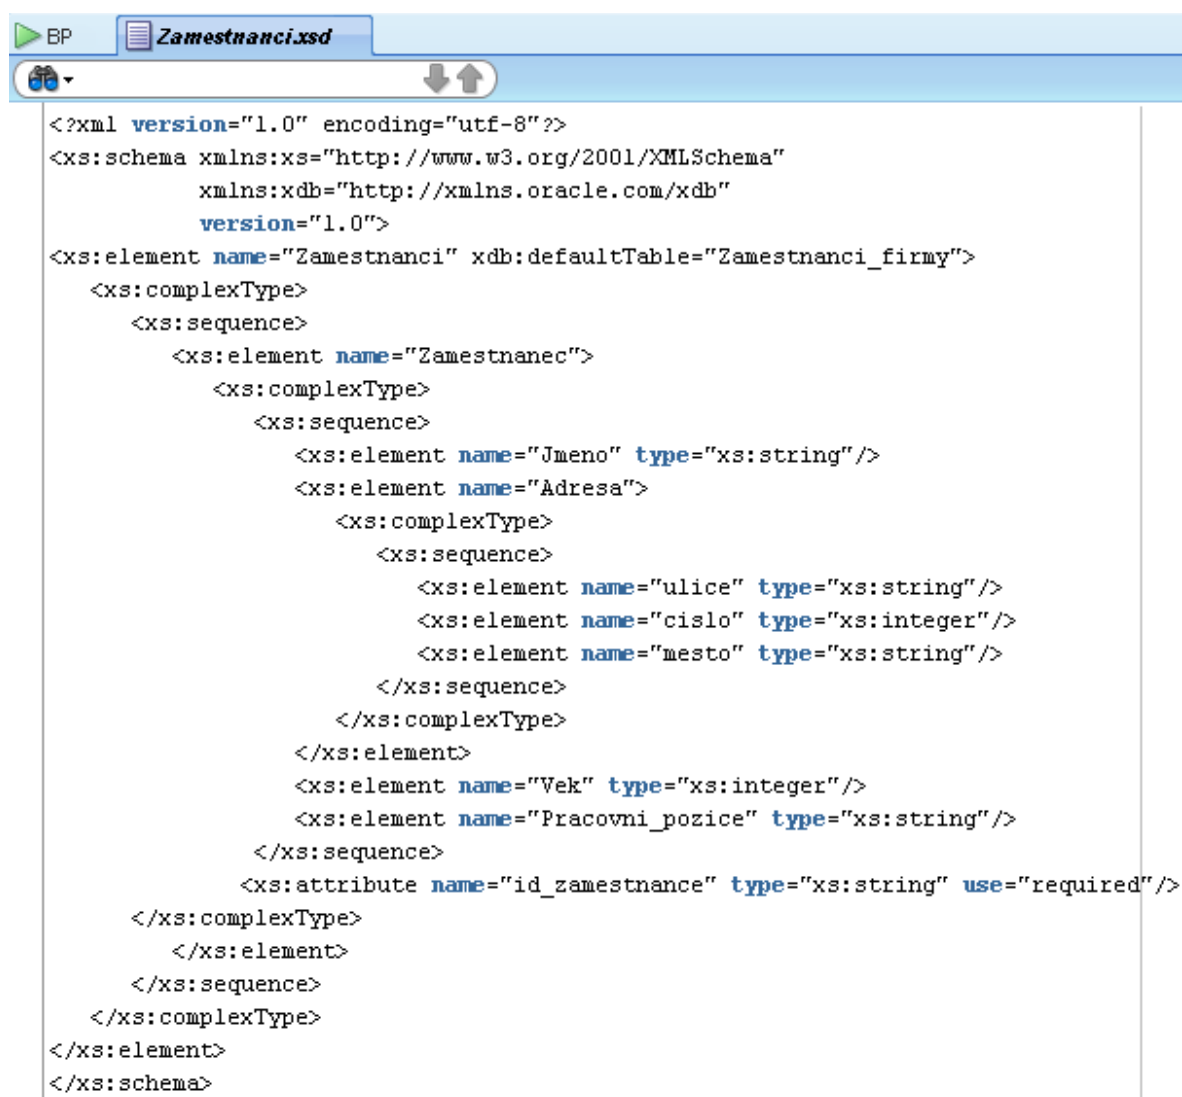 BP Zamestnanci.xsd
<?xml version="1.0" encoding="utf-8"?>
<xs:schema xmlns:xs="http://www.w3.org/2001/XMLSchema"
xmlns:xdb="http://xmlns.oracle.com/xdb"
version="1.0">
<xs:element name="Zamestnanci" xdb:defaultTable="Zamestnanci_firmy">
<xs:complexType>
<xs:sequence>
<xs:element name="Zamestnanec">
<xs:complexType>
<xs:sequence>
<xs:element name="Jmeno" type="xs:string"/>
<xs:element name="Adresa">
<xs:complexType>
<xs:sequence>
<xs:element name="ulice" type="xs:string"/>
<xs:element name="cislo" type="xs:integer"/>
<xs:element name="mesto" type="xs:string"/>
</xs:sequence>
</xs:complexType>
</xs:element>
<xs:element name="Vek" type="xs:integer"/>
<xs:element name="Pracovni_pozice" type="xs:string"/>
</xs:sequence>
<xs:attribute name="id_zamestnance" type="xs:string" use="required"/>
</xs:complexType>
</xs:element>
</xs:sequence>
</xs:complexType>
</xs:element>
</xs:schema>